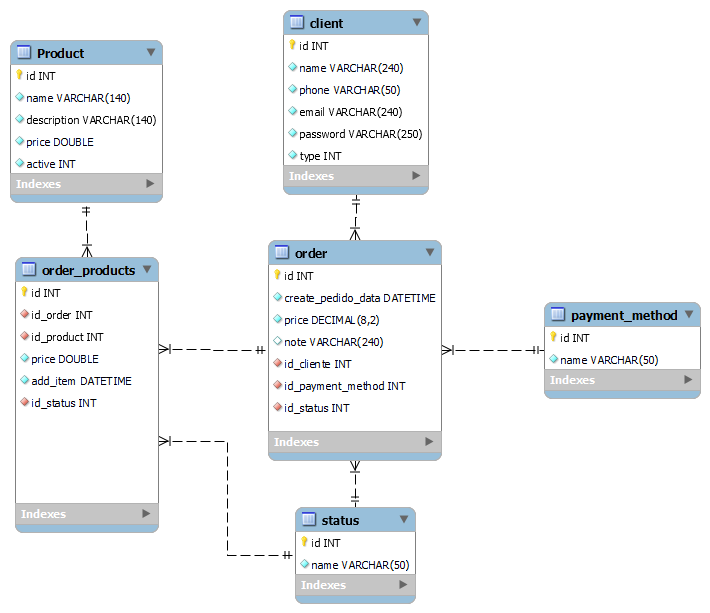 Product
id INT
name VARCHAR(140)
description VARCHAR(140)
price DOUBLE
active INT
Indexes
client
id INT
name VARCHAR(240)
phone VARCHAR(50)
email VARCHAR(240)
password VARCHAR(250)
type INT
Indexes
order_products
id INT
id_order INT
id_product INT
price DOUBLE
add_item DATETIME
id_status INT
Indexes
order
id INT
create_pedido_data DATETIME
price DECIMAL(8,2)
note VARCHAR(240)
id_cliente INT
id_payment_method INT
id_status INT
Indexes
payment_method
id INT
name VARCHAR(50)
Indexes
status
id INT
name VARCHAR(50)
Indexes